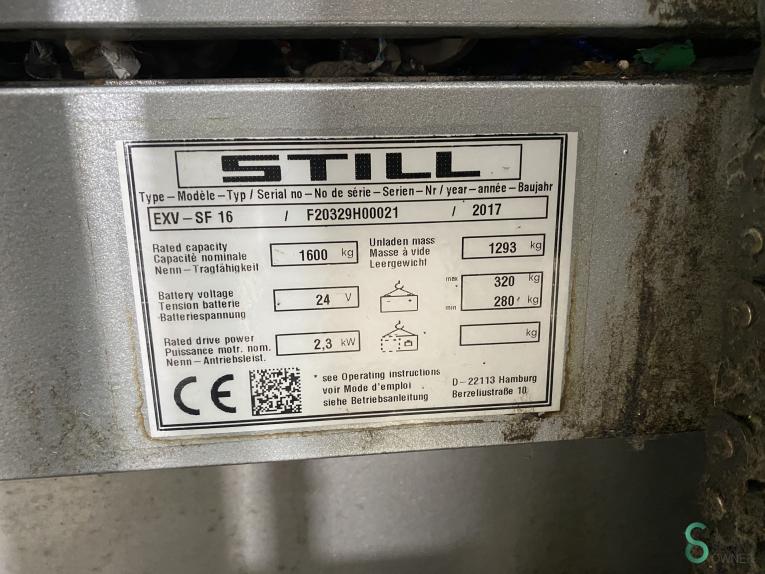 STILL
Type – Modèle – Typ / Serial no – No de série – Serien – Nr / year – année – Baujahr
EXV – SF 16 / F20329H00021 / 2017
Rated capacity
Capacité nominale
Nenn – Tragfähigkeit
1600 kg
Unladen mass
Masse à vide
Leergewicht
1293 kg
Battery voltage
Tension batterie
Batteriespannung
24 V
max 320 kg
min 280* kg
Rated drive power
Puissance motr. nom.
Nenn – Antriebsleist.
2,3 kW
kg
CE
* see Operating instructions
voir Mode d'emploi
siehe Betriebsanleitung
D – 22113 Hamburg
Berzeliusstraße 10
OWNER